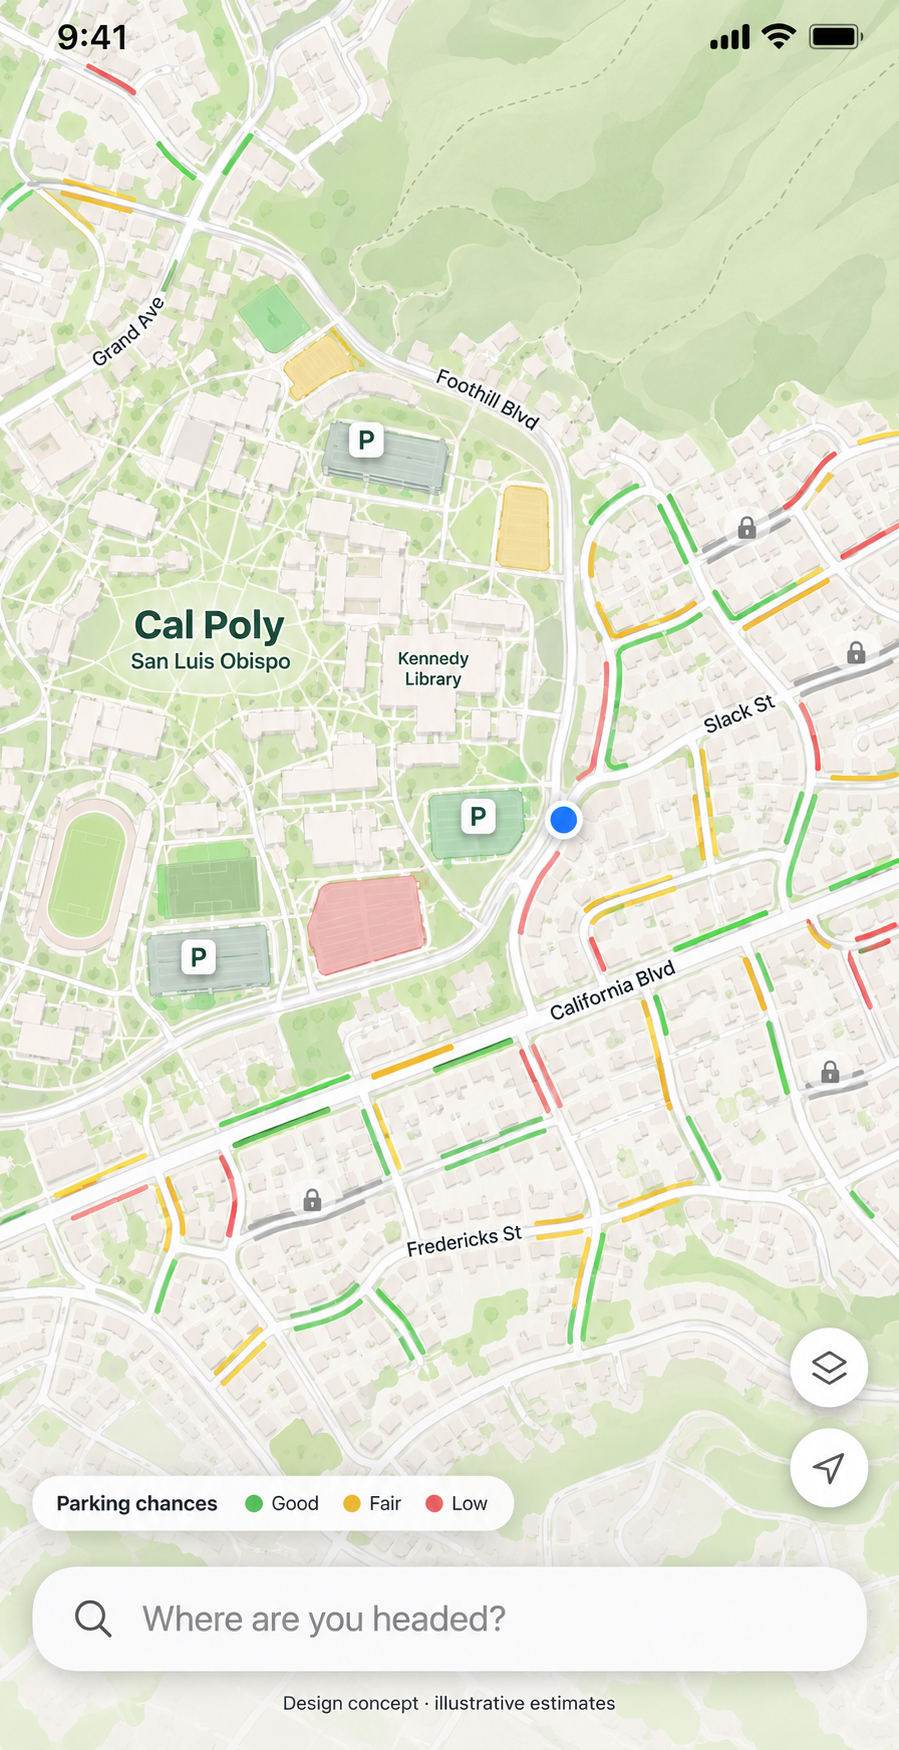 9:41
Grand Ave
Foothill Blvd
P
Cal Poly
San Luis Obispo
Kennedy
Library
Slack St
P
P
California Blvd
Fredericks St
Parking chances
Good
Fair
Low
Where are you headed?
Design concept · illustrative estimates